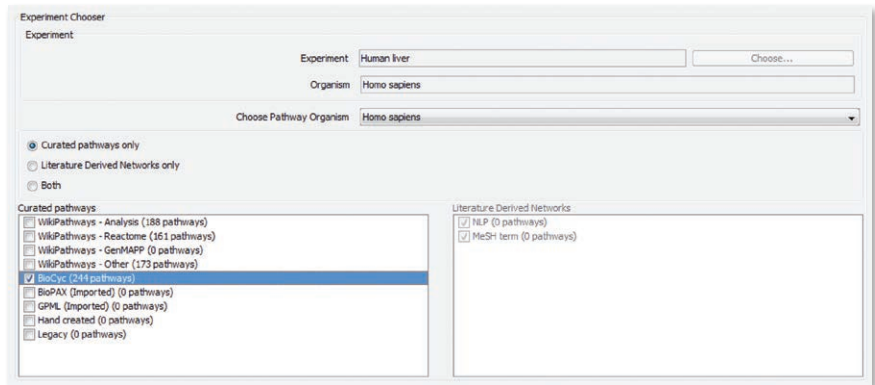 Experiment Chooser
Experiment
Experiment Human liver Choose...
Organism Homo sapiens
Choose Pathway Organism Homo sapiens
Curated pathways only
Literature Derived Networks only
Both
Curated pathways
WikiPathways - Analysis (188 pathways)
WikiPathways - Reactome (161 pathways)
WikiPathways - GenMAPP (0 pathways)
WikiPathways - Other (173 pathways)
BioCyc (244 pathways)
BioPAX (Imported) (0 pathways)
GPML (Imported) (0 pathways)
Hand created (0 pathways)
Legacy (0 pathways)
Literature Derived Networks
NLP (0 pathways)
MeSH term (0 pathways)